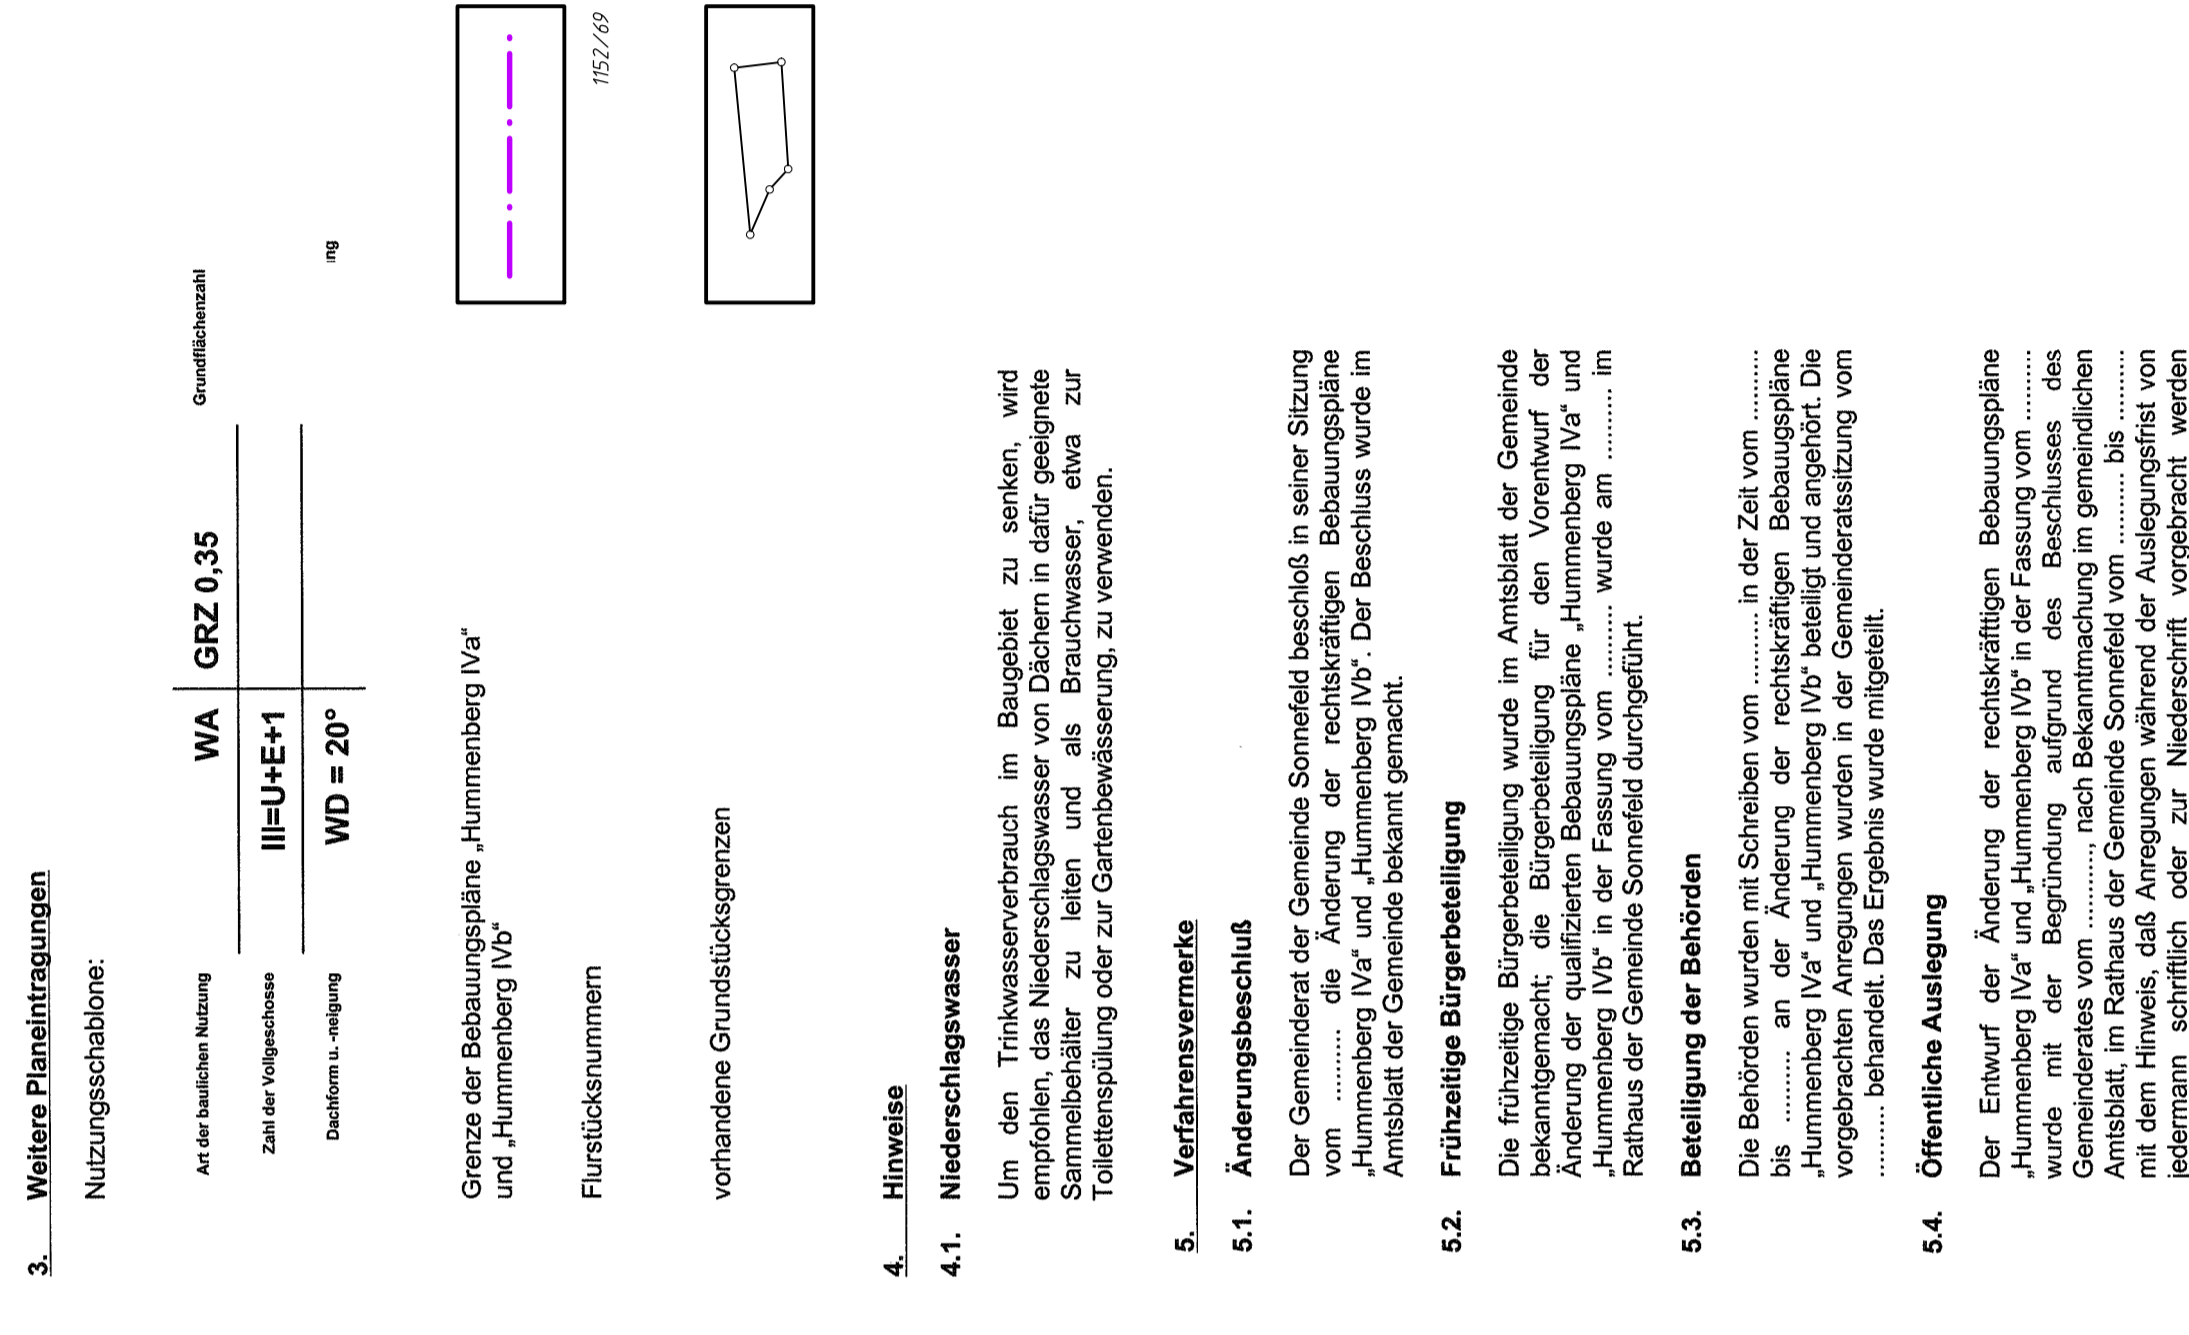 3. Weitere Planeintragungen
Nutzungsschablone:
Art der baulichen Nutzung WA GRZ 0,35 Grundflächenzahl
Zahl der Vollgeschosse III=U+E+1
Dachform u. -neigung WD = 20° ing
Grenze der Bebauungspläne „Hummenberg IVa“
und „Hummenberg IVb“
Flurstücksnummern 1152/69
vorhandene Grundstücksgrenzen
4. Hinweise
4.1. Niederschlagswasser
Um den Trinkwasserverbrauch im Baugebiet zu senken, wird
empfohlen, das Niederschlagswasser von Dächern in dafür geeignete
Sammelbehälter zu leiten und als Brauchwasser, etwa zur
Toilettenspülung oder zur Gartenbewässerung, zu verwenden.
5. Verfahrensvermerke
5.1. Änderungsbeschluß
Der Gemeinderat der Gemeinde Sonnefeld beschloß in seiner Sitzung
vom .......... die Änderung der rechtskräftigen Bebauungspläne
„Hummenberg IVa“ und „Hummenberg IVb“. Der Beschluss wurde im
Amtsblatt der Gemeinde bekannt gemacht.
5.2. Frühzeitige Bürgerbeteiligung
Die frühzeitige Bürgerbeteiligung wurde im Amtsblatt der Gemeinde
bekanntgemacht; die Bürgerbeteiligung für den Vorentwurf der
Änderung der qualifizierten Bebauungspläne „Hummenberg IVa“ und
„Hummenberg IVb“ in der Fassung vom .......... wurde am .......... im
Rathaus der Gemeinde Sonnefeld durchgeführt.
5.3. Beteiligung der Behörden
Die Behörden wurden mit Schreiben vom .......... in der Zeit vom ..........
bis .......... an der Änderung der rechtskräftigen Bebauugspläne
„Hummenberg IVa“ und „Hummenberg IVb“ beteiligt und angehört. Die
vorgebrachten Anregungen wurden in der Gemeinderatssitzung vom
.......... behandelt. Das Ergebnis wurde mitgeteilt.
5.4. Öffentliche Auslegung
Der Entwurf der Änderung der rechtskräfttigen Bebauungspläne
„Hummenberg IVa“ und „Hummenberg IVb“ in der Fassung vom ..........
wurde mit der Begründung aufgrund des Beschlusses des
Gemeinderates vom .........., nach Bekanntmachung im gemeindlichen
Amtsblatt, im Rathaus der Gemeinde Sonnefeld vom .......... bis ..........
mit dem Hinweis, daß Anregungen während der Auslegungsfrist von
jedermann schriftlich oder zur Niederschrift vorgebracht werden